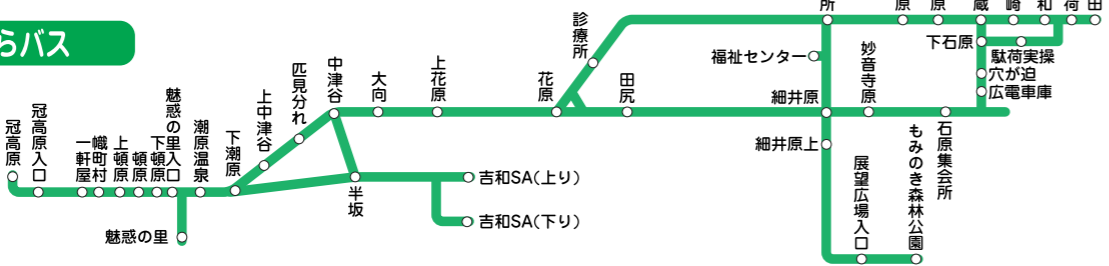 らバス
冠高原
冠高原入口
一軒屋
幟町村
上頓原
頓原
下頓原
魅惑の里入口
魅惑の里
潮原温泉
下潮原
上中津谷
匹見分れ
中津谷
半坂
吉和SA(上り)
吉和SA(下り)
大向
上花原
花原
診療所
田尻
所
福祉センター
細井原
細井原上
妙音寺原
展望広場入口
もみのき森林公園
石原集会所
原
原
蔵
崎
和
荷
田
下石原
駄荷実操
穴が迫
広電車庫